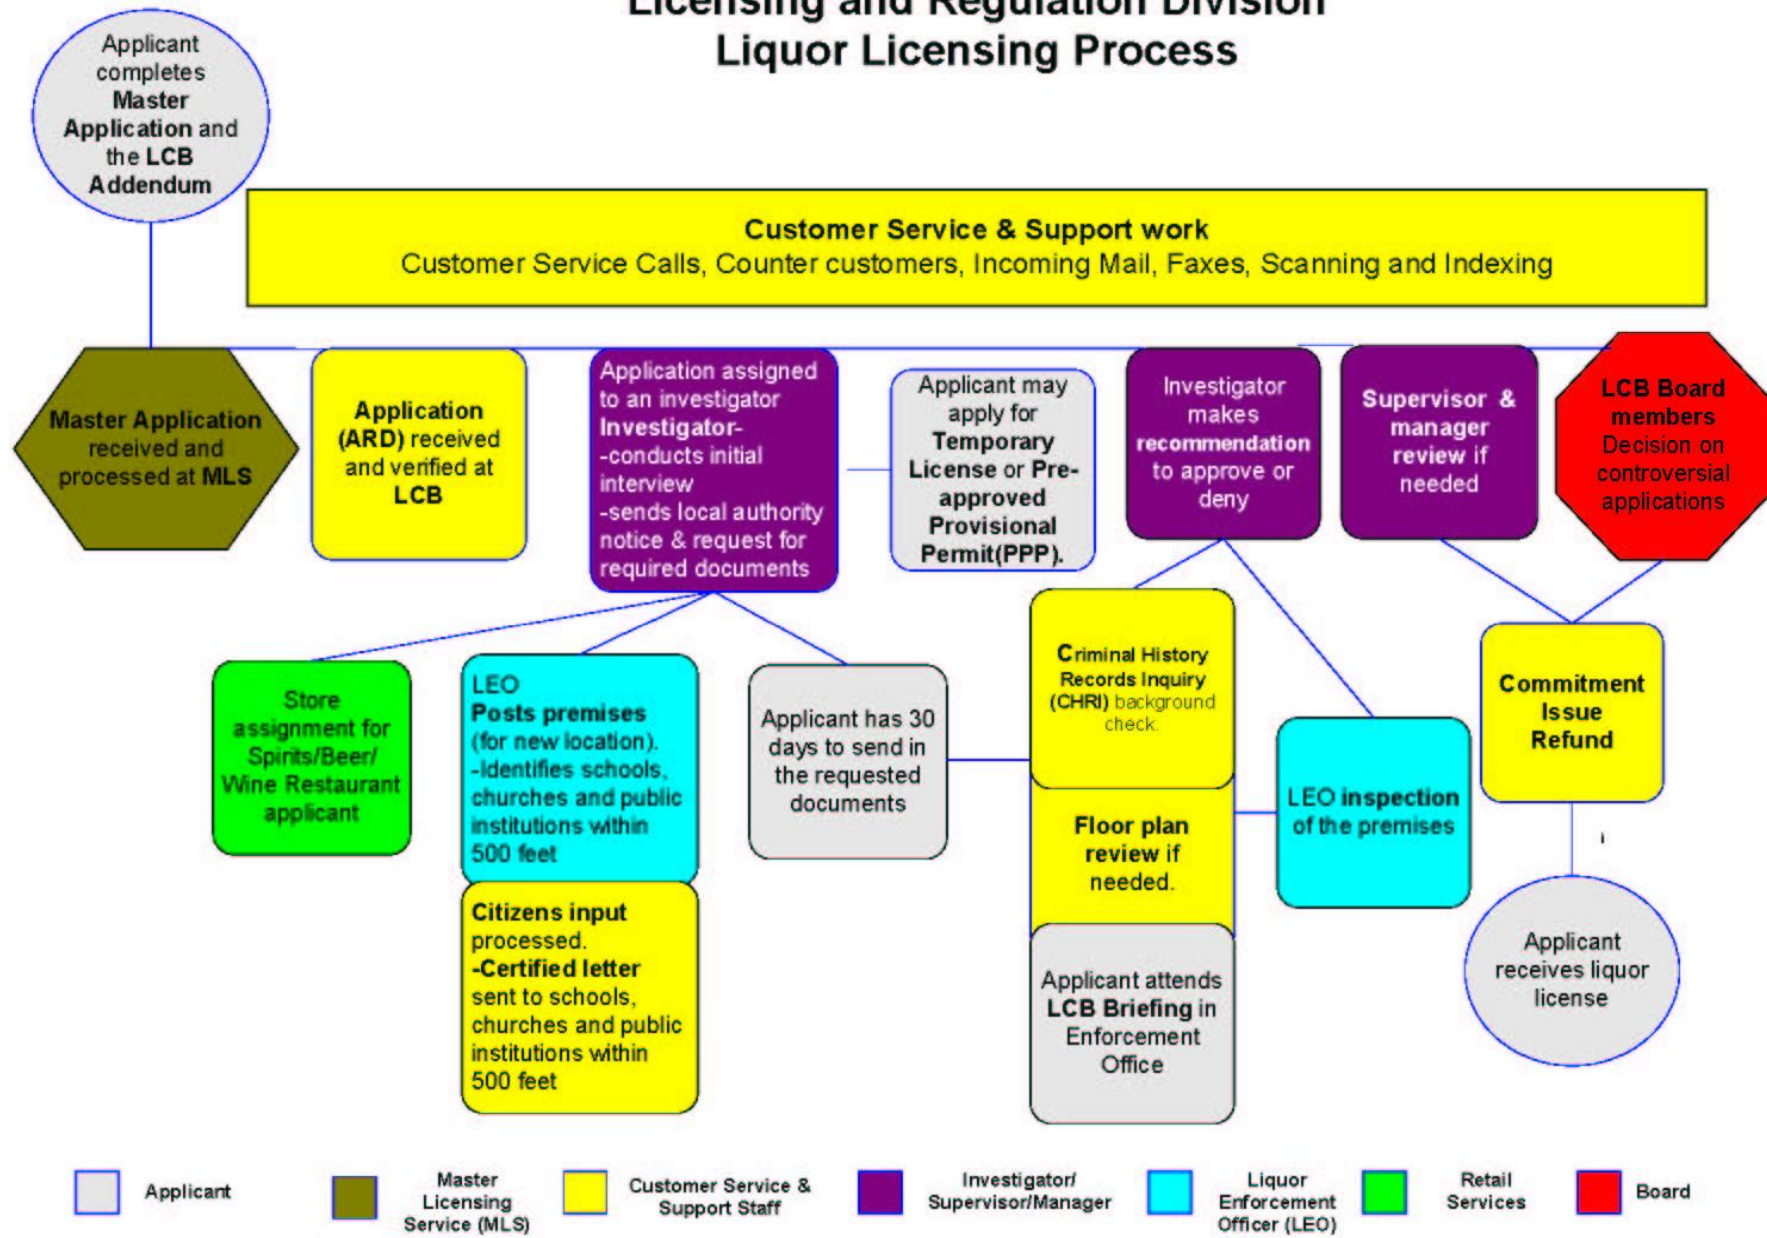 Licensing and Regulation Division
Liquor Licensing Process
Applicant
completes
Master
Application and
the LCB
Addendum
Customer Service & Support work
Customer Service Calls, Counter customers, Incoming Mail, Faxes, Scanning and Indexing
Master Application
received and
processed at MLS
Application
(ARD) received
and verified at
LCB
Application assigned
to an investigator
Investigator-
-conducts initial
interview
-sends local authority
notice & request for
required documents
Applicant may
apply for
Temporary
License or Pre-
approved
Provisional
Permit(PPP).
Investigator
makes
recommendation
to approve or
deny
Supervisor &
manager
review if
needed
LCB Board
members
Decision on
controversial
applications
Store
assignment for
Spirits/Beer/
Wine Restaurant
applicant
LEO
Posts premises
(for new location).
-Identifies schools,
churches and public
institutions within
500 feet
Citizens input
processed.
-Certified letter
sent to schools,
churches and public
institutions within
500 feet
Applicant has 30
days to send in
the requested
documents
Criminal History
Records Inquiry
(CHRI) background
check.
Floor plan
review if
needed.
Applicant attends
LCB Briefing in
Enforcement
Office
LEO inspection
of the premises
Commitment
Issue
Refund
Applicant
receives liquor
license
Applicant
Master
Licensing
Service (MLS)
Customer Service &
Support Staff
Investigator/
Supervisor/Manager
Liquor
Enforcement
Officer (LEO)
Retail
Services
Board